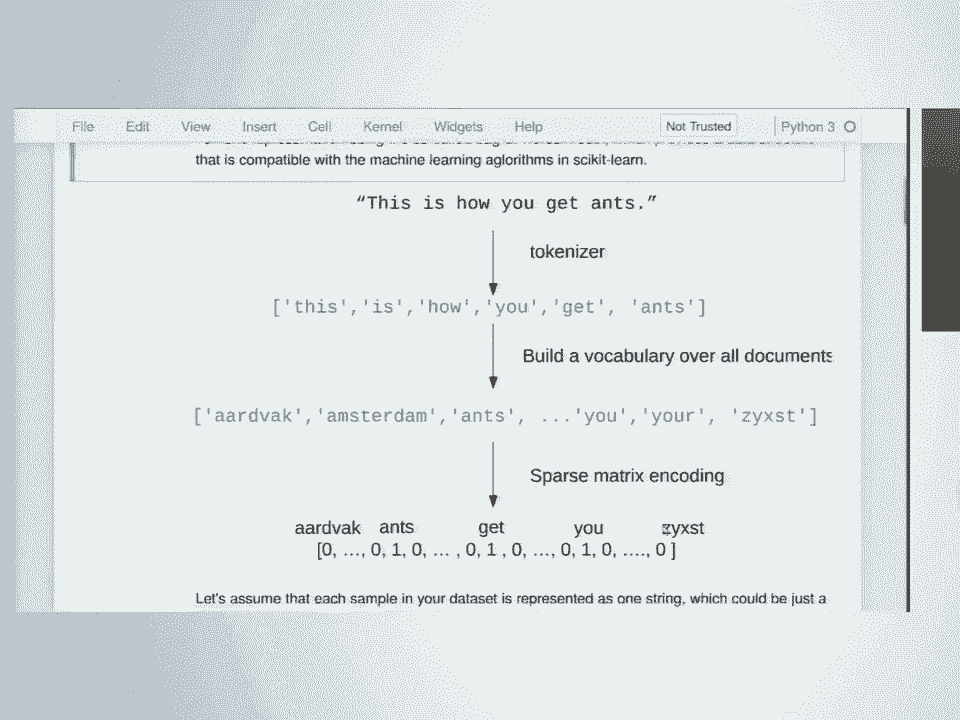 File Edit View Insert Cell Kernel Widgets Help Not Trusted Python 3
that is compatible with the machine learning aglorithms in scikit-learn.
“This is how you get ants.”
tokenizer
['this','is','how','you','get', 'ants']
Build a vocabulary over all documents
['aardvak','amsterdam','ants', ...'you','your', 'zyxst']
Sparse matrix encoding
aardvak ants get you zyxst
[0, …, 0, 1, 0, … , 0, 1 , 0, …, 0, 1, 0, …., 0 ]
Let's assume that each sample in your dataset is represented as one string, which could be just a